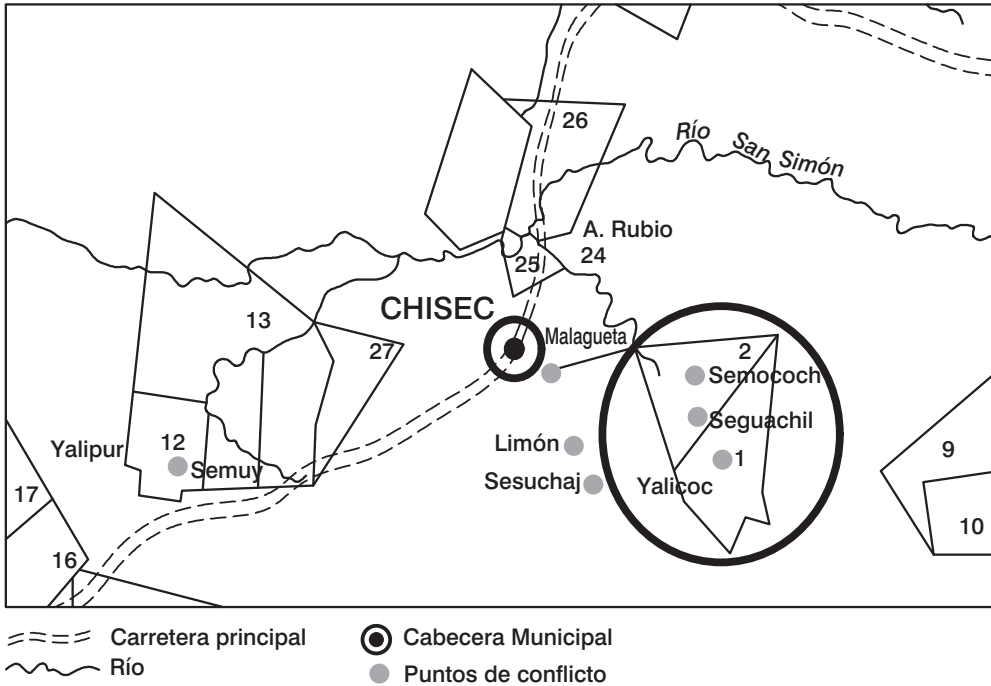 26
Río San Simón
A. Rubio
24
25
CHISEC
13
Malagueta
27
2
Semococh
Seguachil
Yalipur
12
Semuy
Limón
1
9
Sesuchaj
Yalicoc
17
10
16
Carretera principal
Cabecera Municipal
Río
Puntos de conflicto